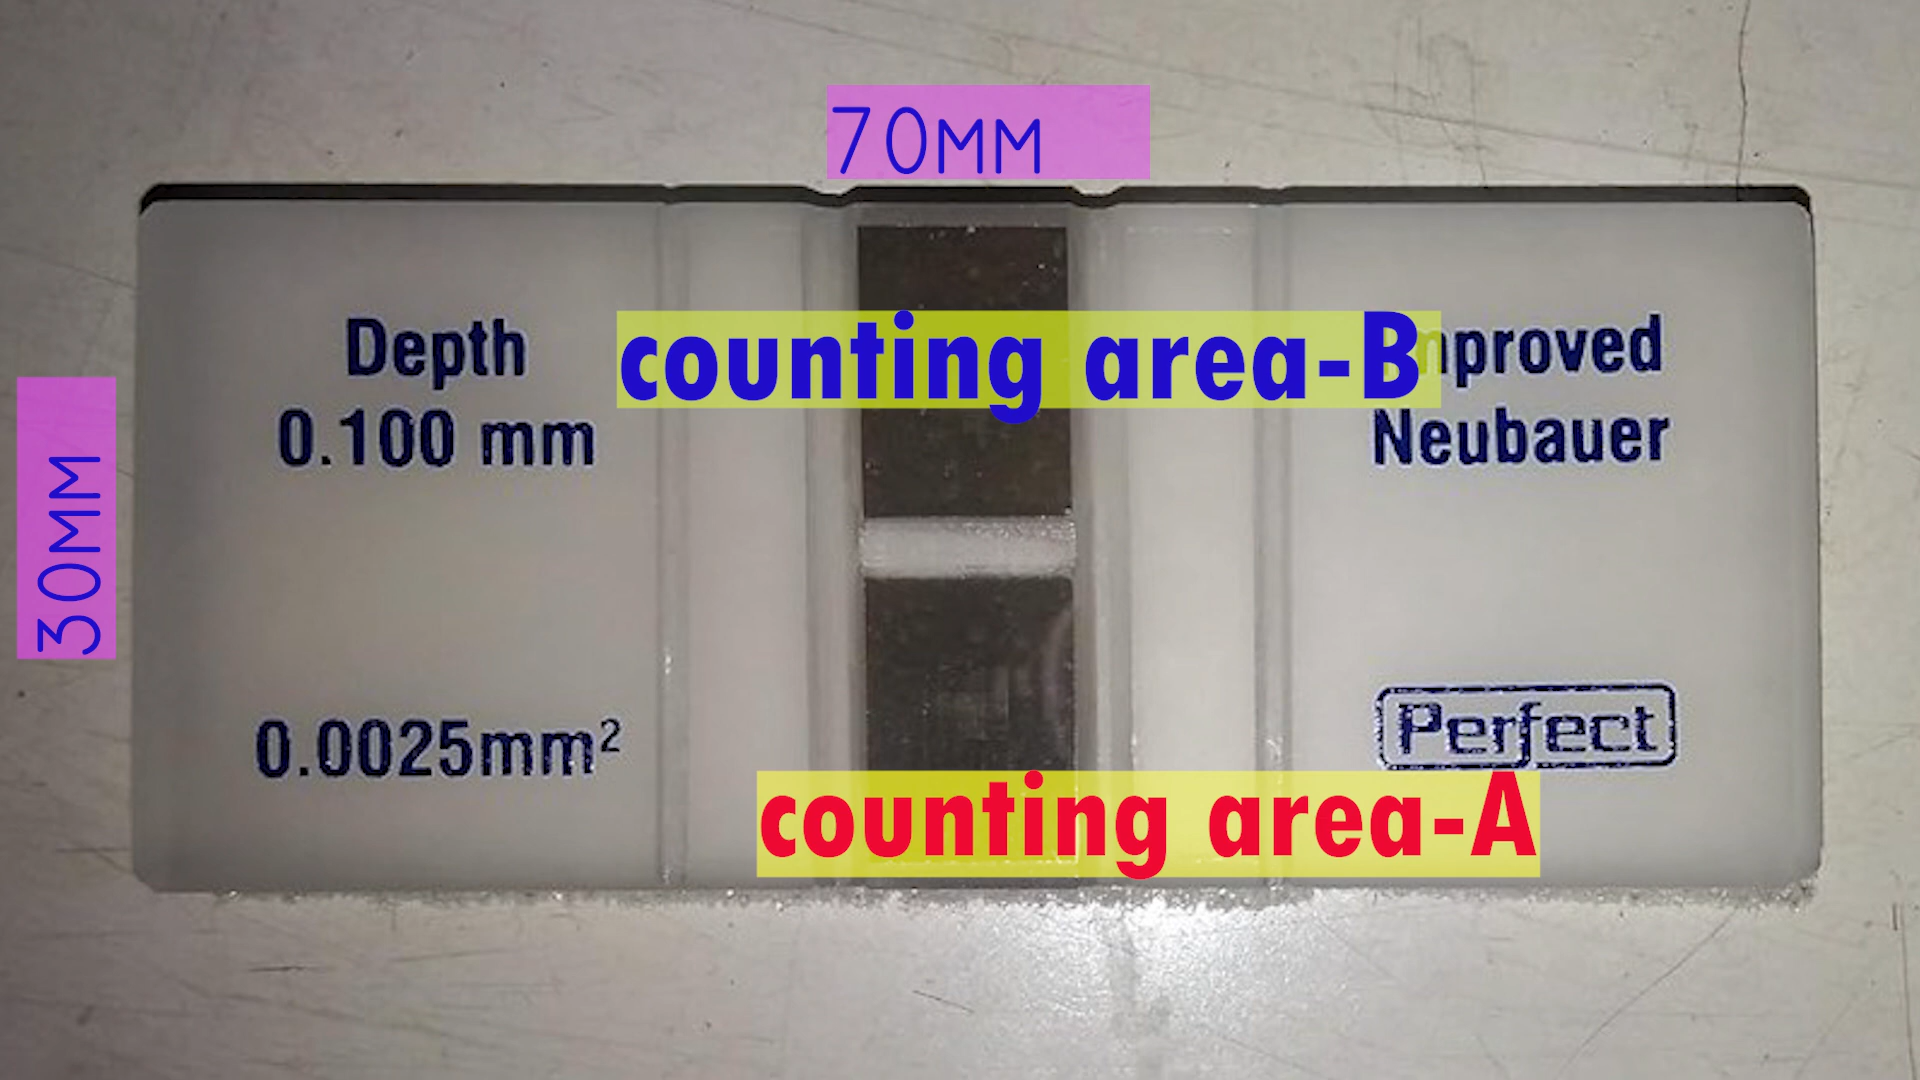 70MM
counting area-B
Depth
0.100 mm
nproved
Neubauer
30MM
0.0025mm²
Perfect
counting area-A